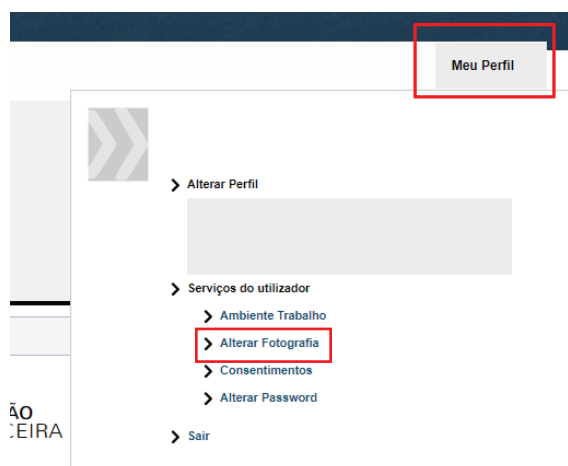 Meu Perfil
Alterar Perfil
Serviços do utilizador
Ambiente Trabalho
Alterar Fotografia
Consentimentos
Alterar Password
ÃO
CEIRA
Sair